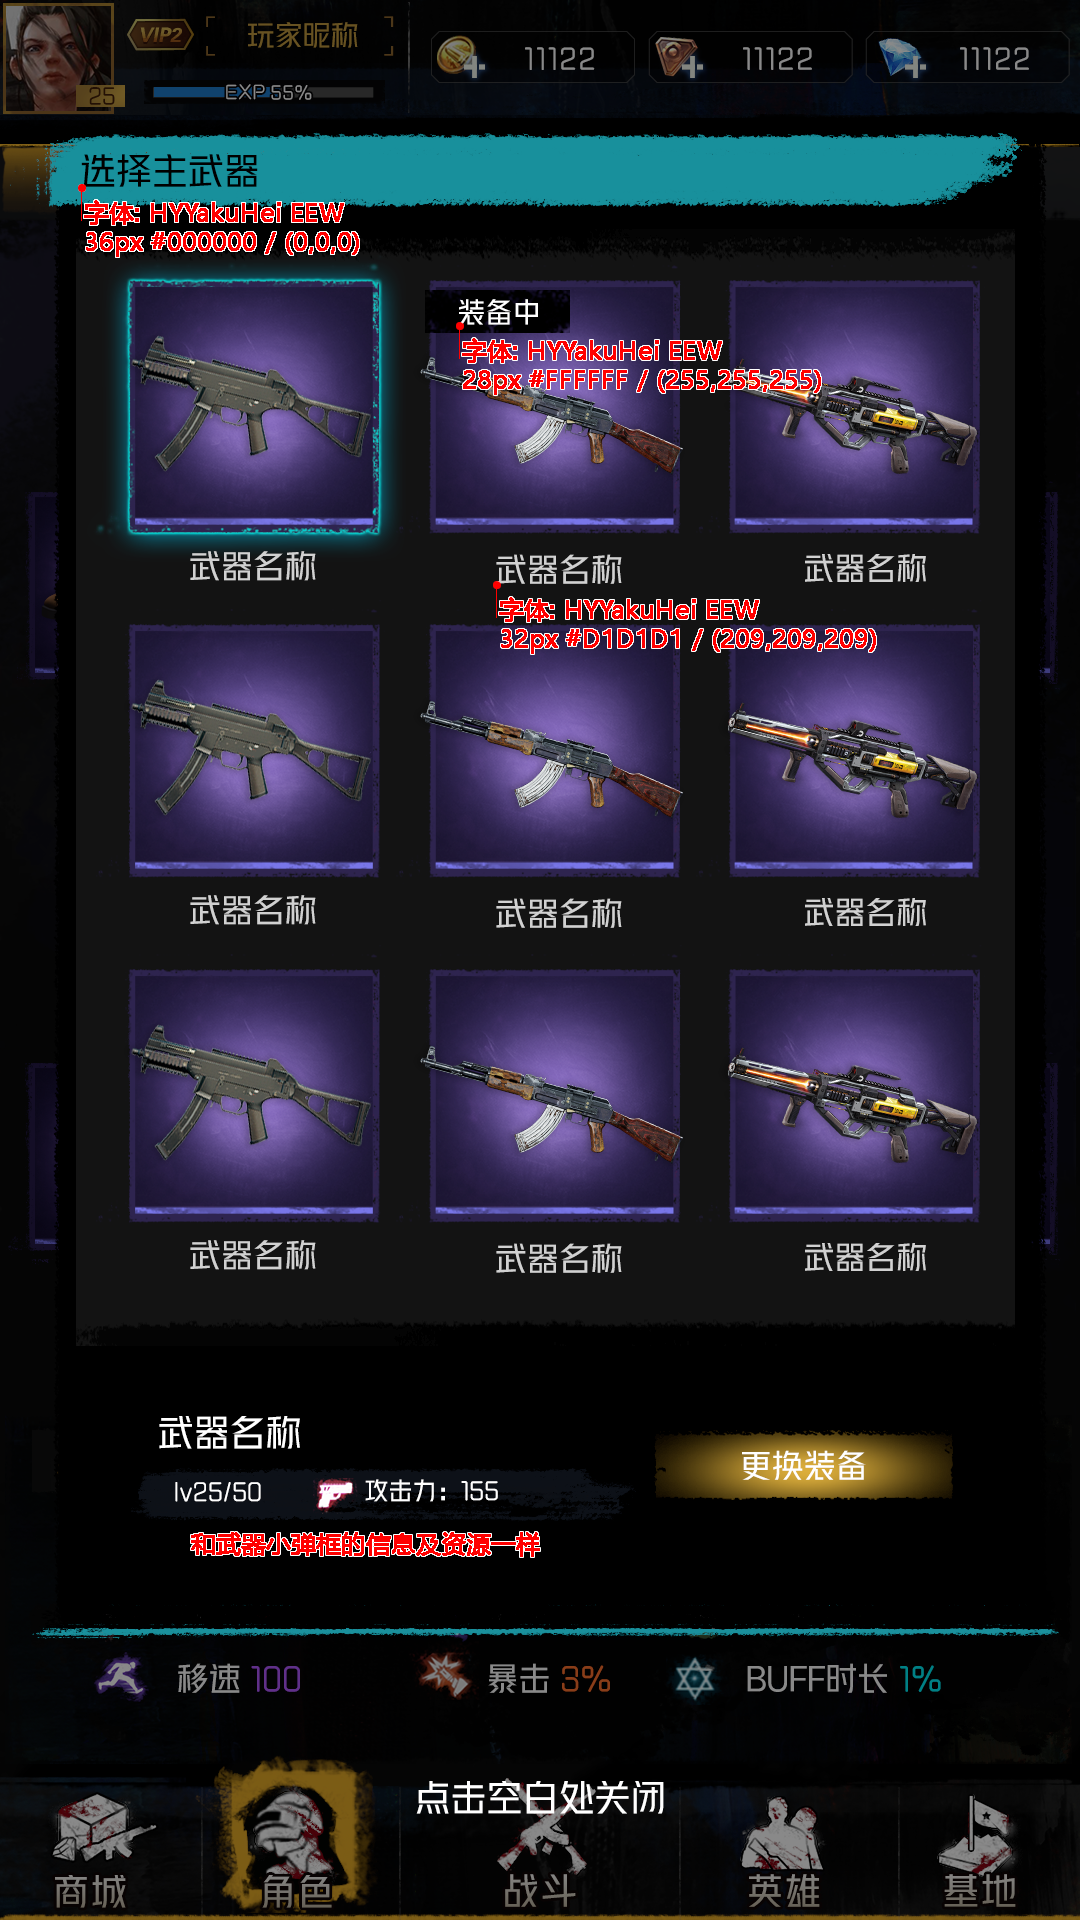 VIP2
玩家昵称
25
EXP 55%
11122
11122
11122
选择主武器
字体: HYYakuHei EEW
36px #000000 / (0,0,0)
装备中
字体: HYYakuHei EEW
28px #FFFFFF / (255,255,255)
武器名称
武器名称
武器名称
字体: HYYakuHei EEW
32px #D1D1D1 / (209,209,209)
武器名称
武器名称
武器名称
武器名称
武器名称
武器名称
武器名称
lv25/50
攻击力：155
更换装备
和武器小弹框的信息及资源一样
移速 100
暴击 3%
BUFF时长 1%
点击空白处关闭
商城
角色
战斗
英雄
基地